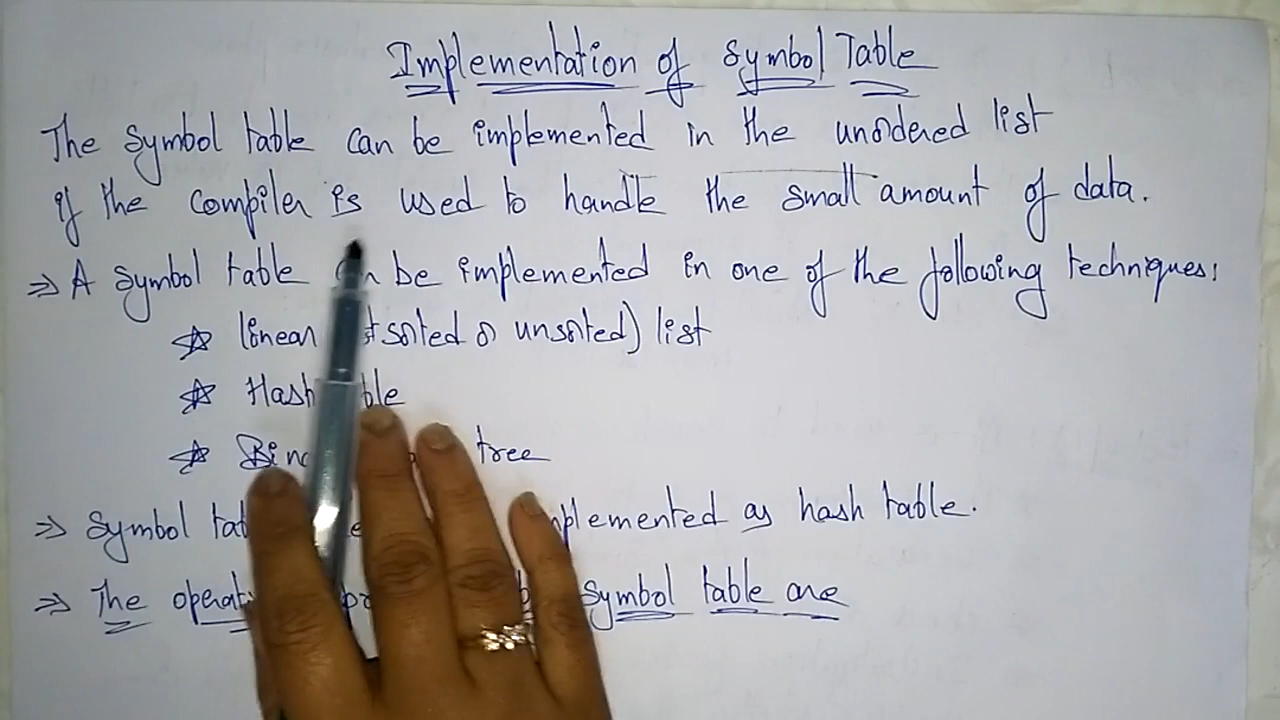 Implementation of Symbol Table
The symbol table can be implemented in the unordered list
if the compiler is used to handle the small amount of data.
⇒ A symbol table be implemented in one of the following techniques:
☆ linear sorted or unsorted) list
☆ Hash
☆ tree
⇒ Symbol implemented as hash table.
⇒ The symbol table are